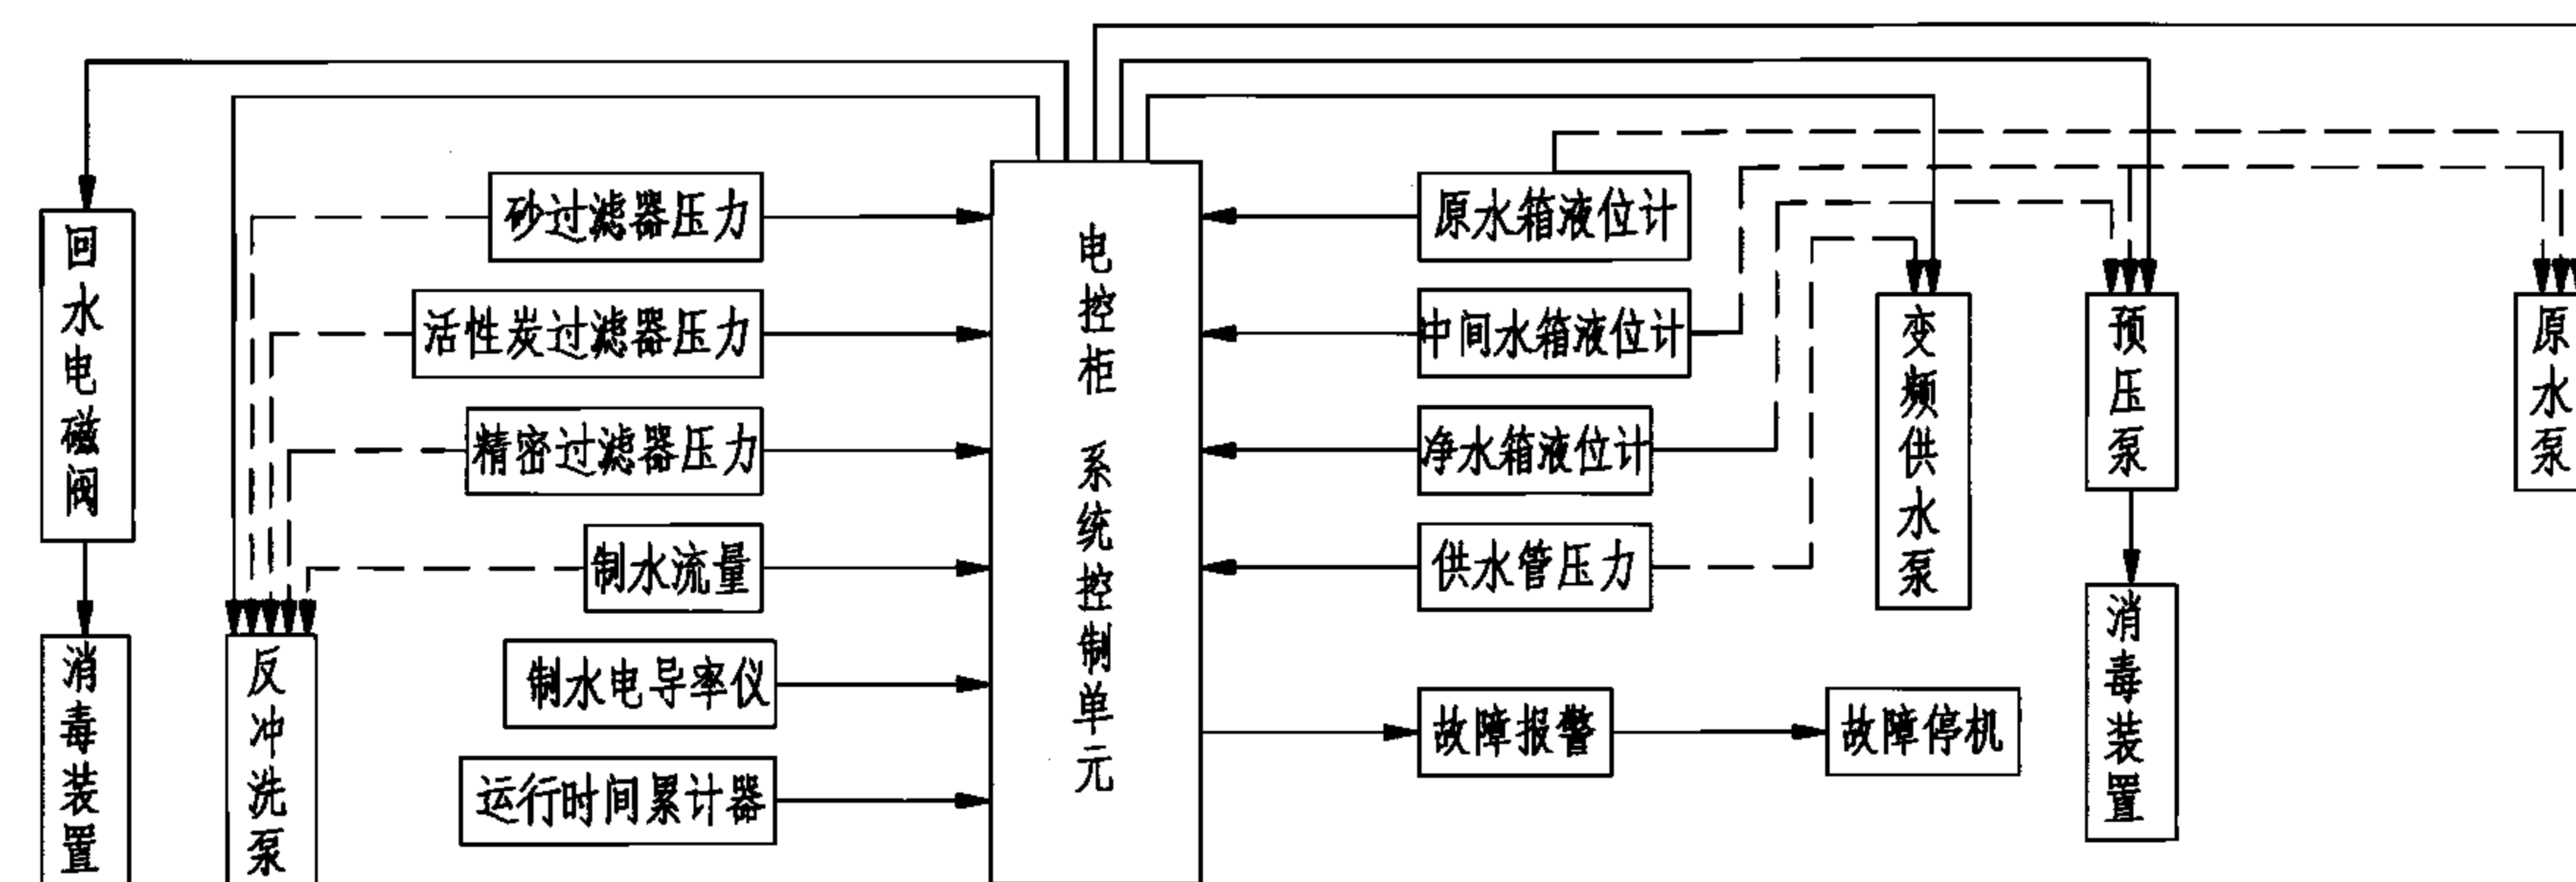 回水电磁阀
消毒装置
反冲洗泵
砂过滤器压力
活性炭过滤器压力
精密过滤器压力
制水流量
制水电导率仪
运行时间累计器
电控柜 系统控制单元
原水箱液位计
中间水箱液位计
净水箱液位计
供水管压力
故障报警
故障停机
变频供水泵
预压泵
消毒装置
原水泵